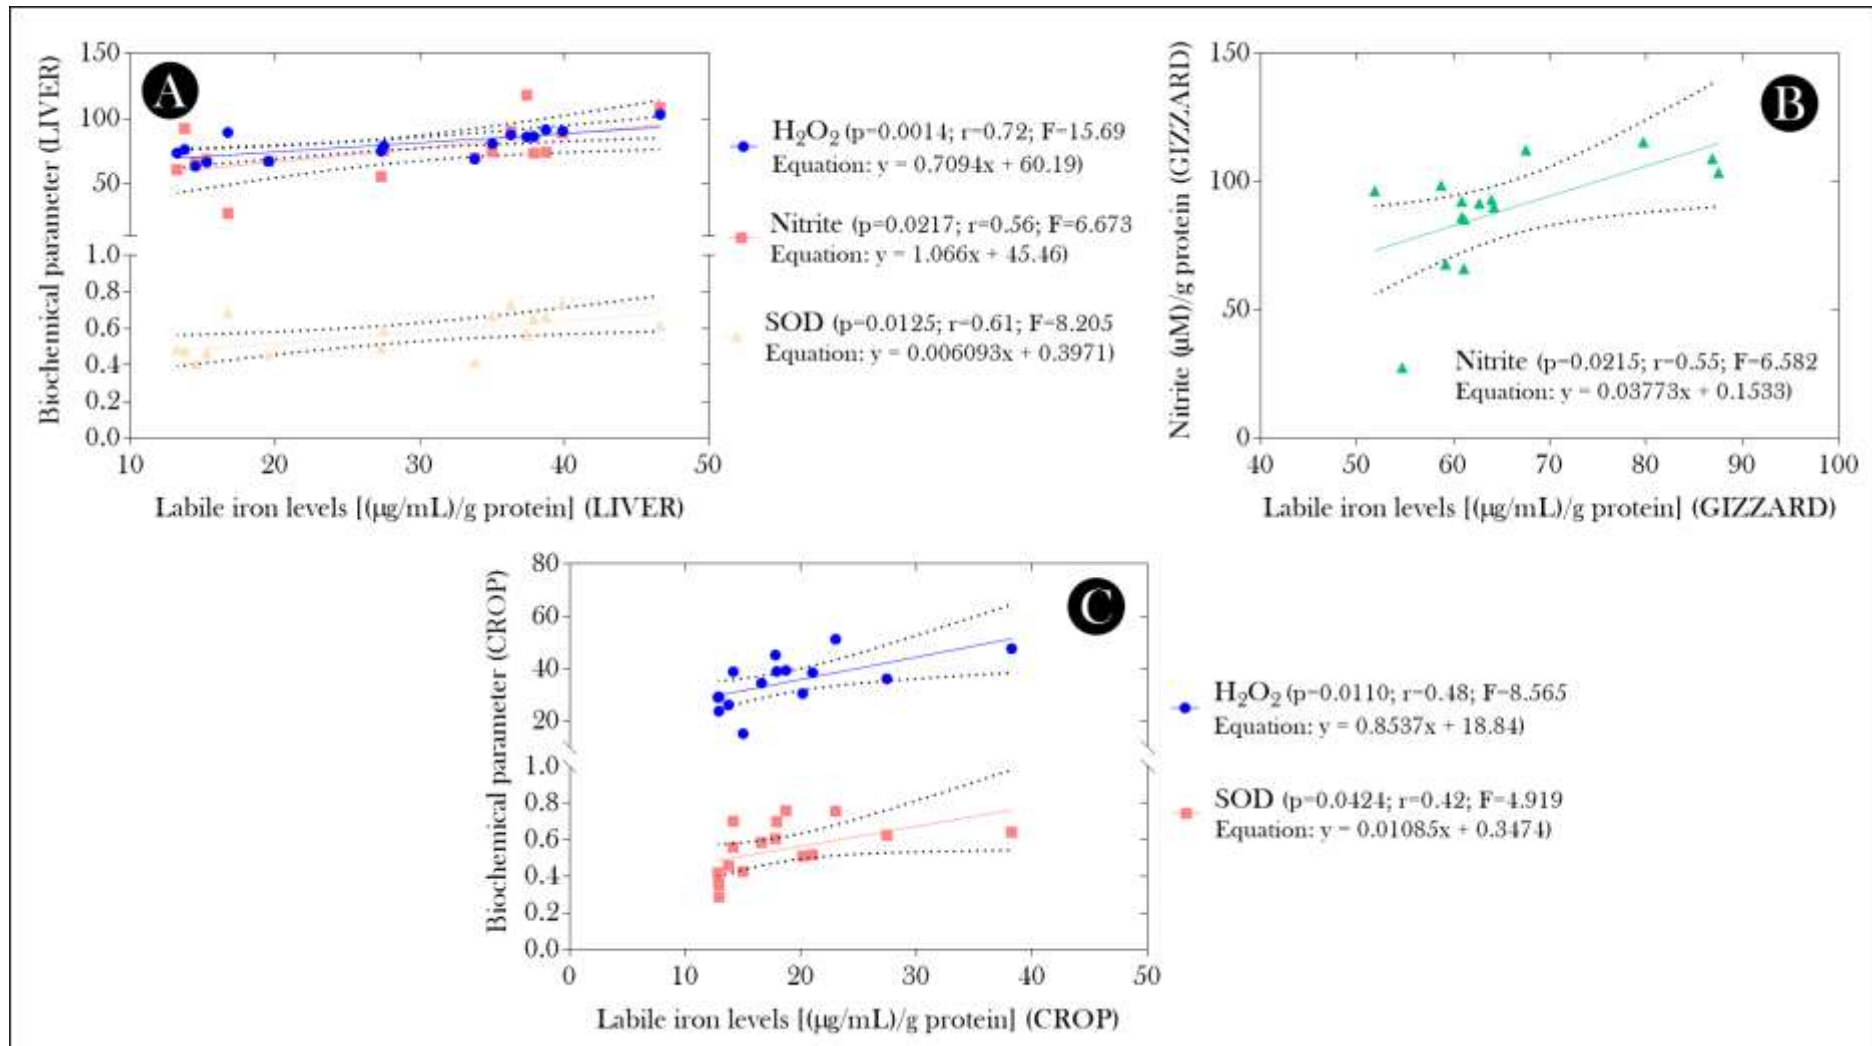 A
Biochemical parameter (LIVER)
150
100
50
1.0
0.8
0.6
0.4
0.2
0.0
10 20 30 40 50
Labile iron levels [(µg/mL)/g protein] (LIVER)
H₂O₂ (p=0.0014; r=0.72; F=15.69
Equation: y = 0.7094x + 60.19)
Nitrite (p=0.0217; r=0.56; F=6.673
Equation: y = 1.066x + 45.46)
SOD (p=0.0125; r=0.61; F=8.205
Equation: y = 0.006093x + 0.3971)
B
Nitrite (µM)/g protein (GIZZARD)
150
100
50
0
Nitrite (p=0.0215; r=0.55; F=6.582
Equation: y = 0.03773x + 0.1533)
40 50 60 70 80 90 100
Labile iron levels [(µg/mL)/g protein] (GIZZARD)
C
Biochemical parameter (CROP)
80
60
40
20
1.0
0.8
0.6
0.4
0.2
0.0
0 10 20 30 40 50
Labile iron levels [(µg/mL)/g protein] (CROP)
H₂O₂ (p=0.0110; r=0.48; F=8.565
Equation: y = 0.8537x + 18.84)
SOD (p=0.0424; r=0.42; F=4.919
Equation: y = 0.01085x + 0.3474)